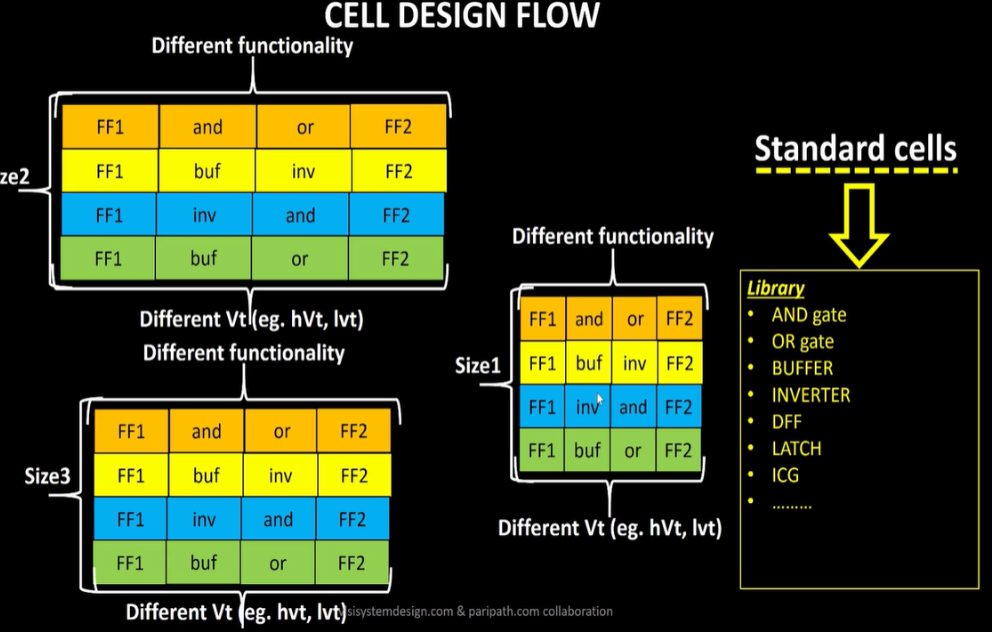 CELL DESIGN FLOW
Different functionality
ze2
FF1 and or FF2
FF1 buf inv FF2
FF1 inv and FF2
FF1 buf or FF2
Different Vt (eg. hVt, lvt)
Different functionality
Size3
FF1 and or FF2
FF1 buf inv FF2
FF1 inv and FF2
FF1 buf or FF2
Different Vt (eg. hvt, lvt)
Different functionality
Size1
FF1 and or FF2
FF1 buf inv FF2
FF1 inv and FF2
FF1 buf or FF2
Different Vt (eg. hVt, lvt)
Standard cells
Library
• AND gate
• OR gate
• BUFFER
• INVERTER
• DFF
• LATCH
• ICG
• .........
lsisystemdesign.com & paripath.com collaboration